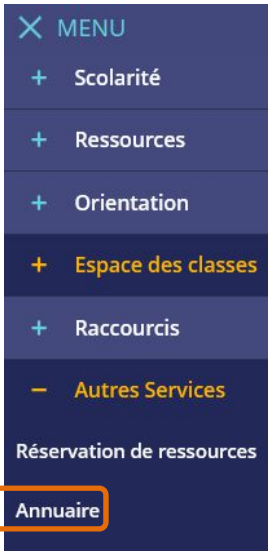 MENU
+ Scolarité
+ Ressources
+ Orientation
+ Espace des classes
+ Raccourcis
− Autres Services
Réservation de ressources
Annuaire